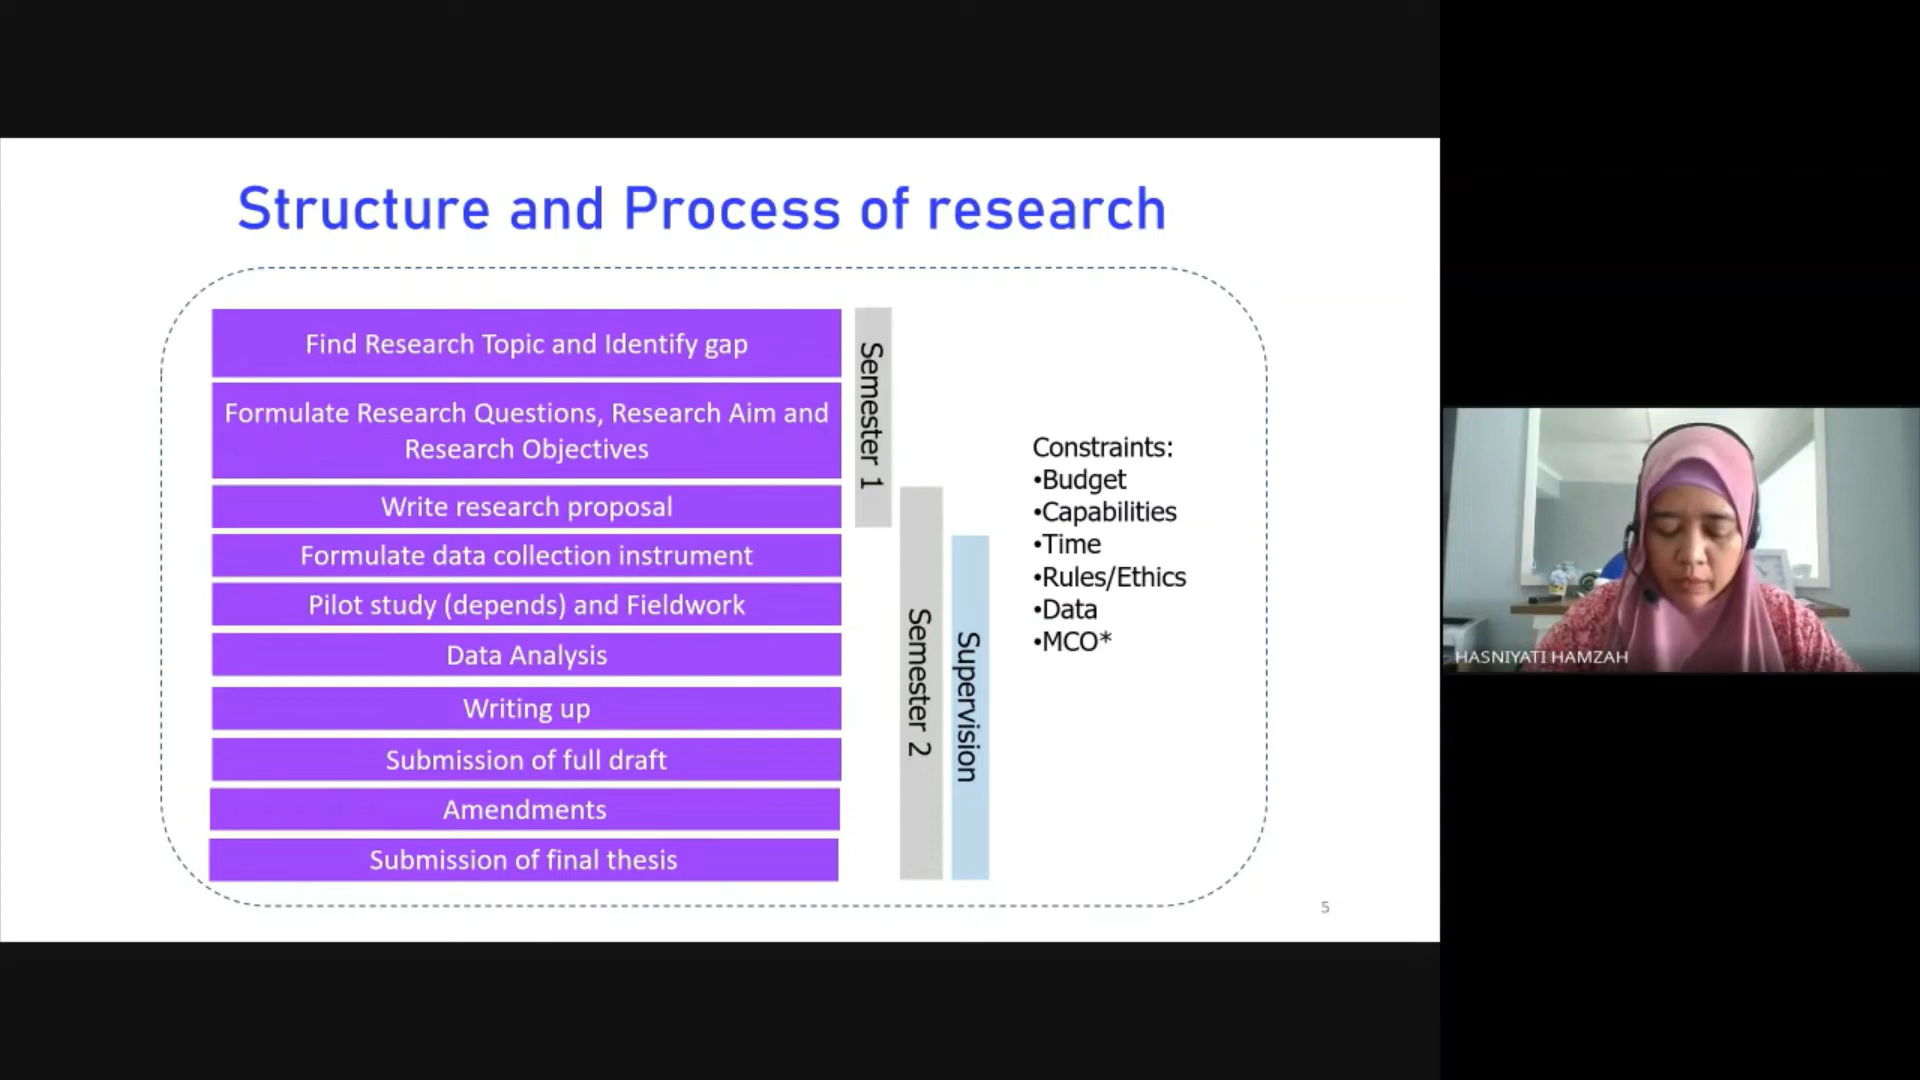 Structure and Process of research
Find Research Topic and Identify gap
Formulate Research Questions, Research Aim and
Research Objectives
Write research proposal
Formulate data collection instrument
Pilot study (depends) and Fieldwork
Data Analysis
Writing up
Submission of full draft
Amendments
Submission of final thesis
Semester 1
Semester 2
Supervision
Constraints:
•Budget
•Capabilities
•Time
•Rules/Ethics
•Data
•MCO*
5
HASNIYATI HAMZAH